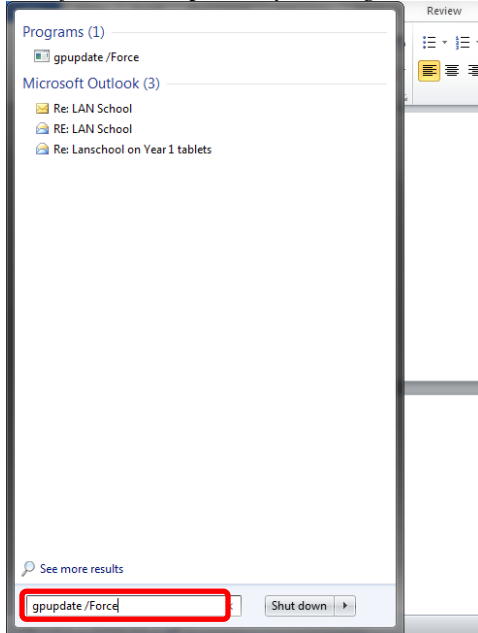 Review
Programs (1)
gpupdate /Force
Microsoft Outlook (3)
Re: LAN School
RE: LAN School
Re: Lanschool on Year 1 tablets
See more results
gpupdate /Force
Shut down